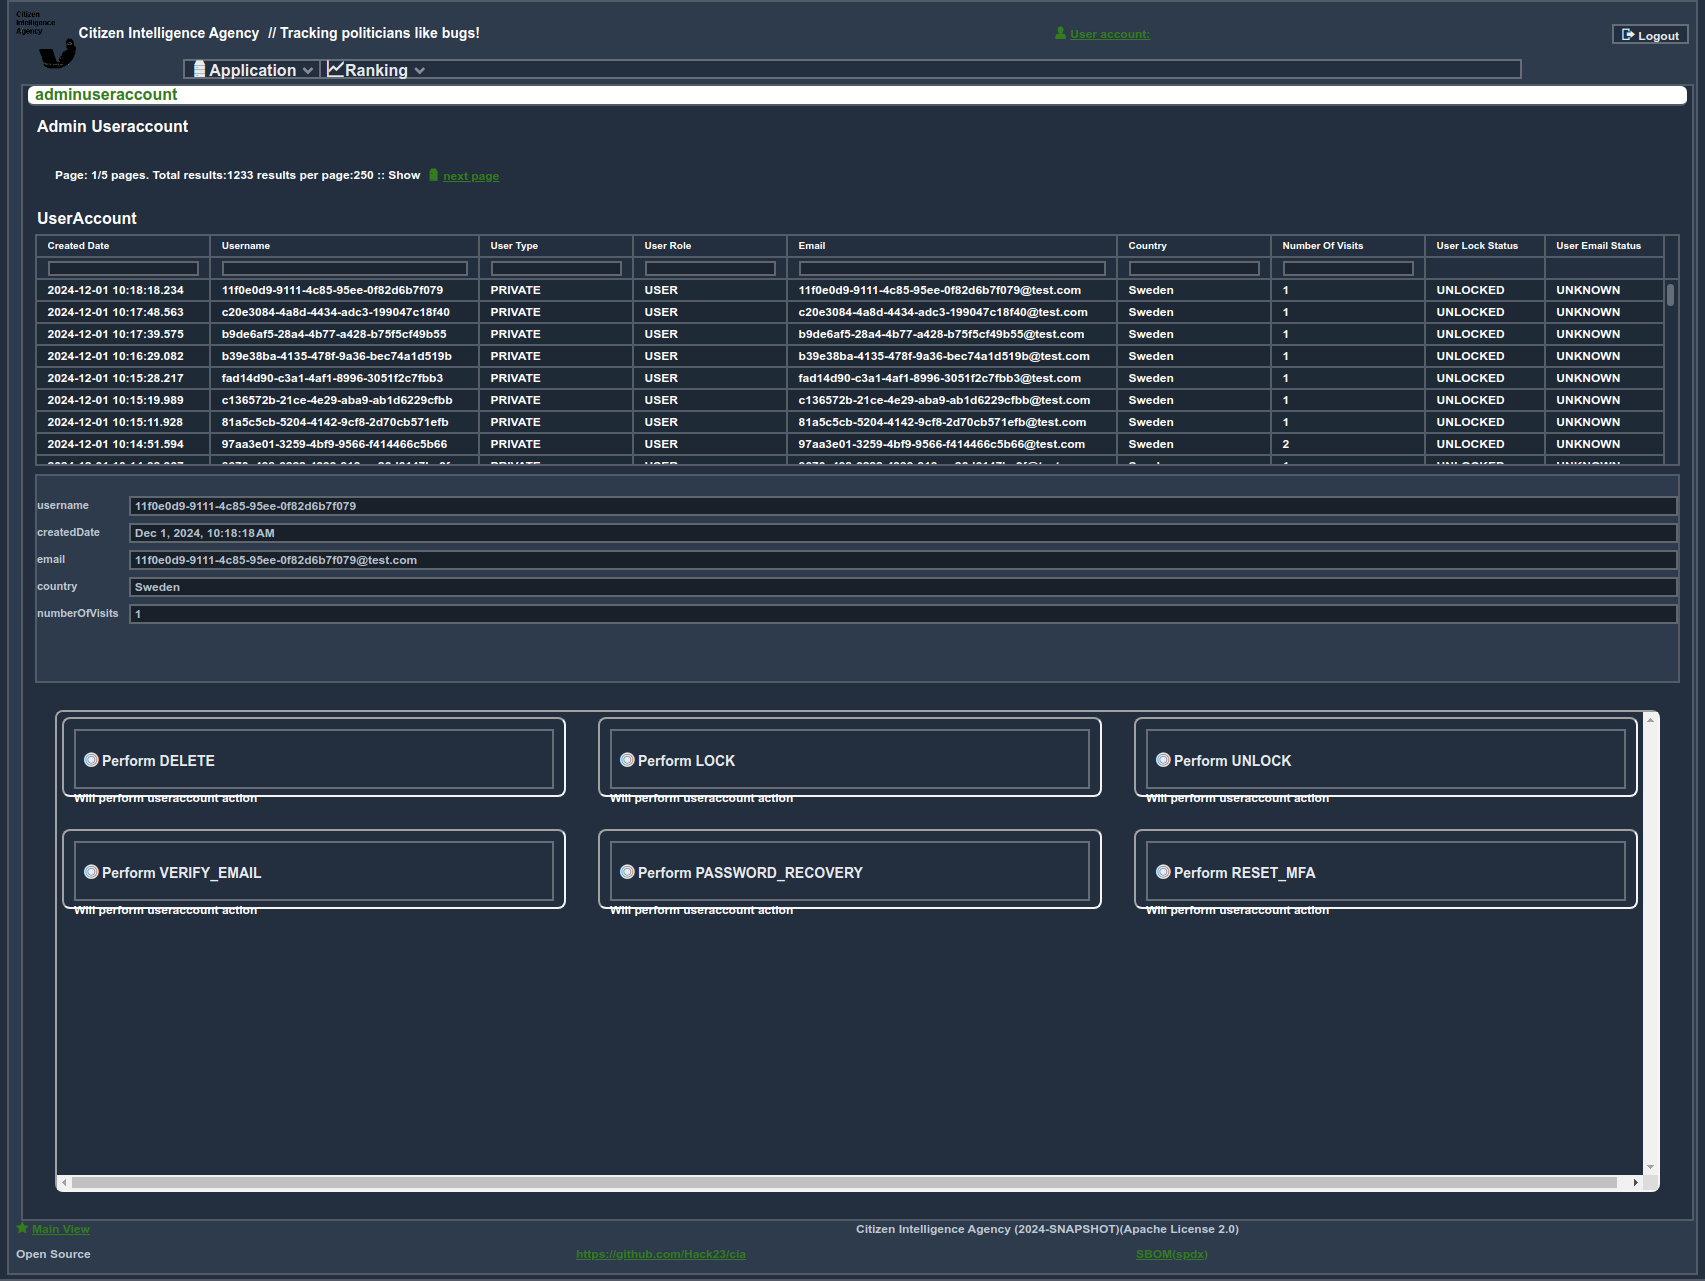 Citizen
Intelligence
Agency
Citizen Intelligence Agency // Tracking politicians like bugs!
User account:
Logout
Application Ranking
adminuseraccount
Admin Useraccount
Page: 1/5 pages. Total results:1233 results per page:250 :: Show next page
UserAccount
Created Date Username User Type User Role Email Country Number Of Visits User Lock Status User Email Status
2024-12-01 10:18:18.234 11f0e0d9-9111-4c85-95ee-0f82d6b7f079 PRIVATE USER 11f0e0d9-9111-4c85-95ee-0f82d6b7f079@test.com Sweden 1 UNLOCKED UNKNOWN
2024-12-01 10:17:48.563 c20e3084-4a8d-4434-adc3-199047c18f40 PRIVATE USER c20e3084-4a8d-4434-adc3-199047c18f40@test.com Sweden 1 UNLOCKED UNKNOWN
2024-12-01 10:17:39.575 b9de6af5-28a4-4b77-a428-b75f5cf49b55 PRIVATE USER b9de6af5-28a4-4b77-a428-b75f5cf49b55@test.com Sweden 1 UNLOCKED UNKNOWN
2024-12-01 10:16:29.082 b39e38ba-4135-478f-9a36-bec74a1d519b PRIVATE USER b39e38ba-4135-478f-9a36-bec74a1d519b@test.com Sweden 1 UNLOCKED UNKNOWN
2024-12-01 10:15:28.217 fad14d90-c3a1-4af1-8996-3051f2c7fbb3 PRIVATE USER fad14d90-c3a1-4af1-8996-3051f2c7fbb3@test.com Sweden 1 UNLOCKED UNKNOWN
2024-12-01 10:15:19.989 c136572b-21ce-4e29-aba9-ab1d6229cfbb PRIVATE USER c136572b-21ce-4e29-aba9-ab1d6229cfbb@test.com Sweden 1 UNLOCKED UNKNOWN
2024-12-01 10:15:11.928 81a5c5cb-5204-4142-9cf8-2d70cb571efb PRIVATE USER 81a5c5cb-5204-4142-9cf8-2d70cb571efb@test.com Sweden 1 UNLOCKED UNKNOWN
2024-12-01 10:14:51.594 97aa3e01-3259-4bf9-9566-f414466c5b66 PRIVATE USER 97aa3e01-3259-4bf9-9566-f414466c5b66@test.com Sweden 2 UNLOCKED UNKNOWN
username 11f0e0d9-9111-4c85-95ee-0f82d6b7f079
createdDate Dec 1, 2024, 10:18:18 AM
email 11f0e0d9-9111-4c85-95ee-0f82d6b7f079@test.com
country Sweden
numberOfVisits 1
Perform DELETE Perform LOCK Perform UNLOCK
Will perform useraccount action Will perform useraccount action Will perform useraccount action
Perform VERIFY_EMAIL Perform PASSWORD_RECOVERY Perform RESET_MFA
Will perform useraccount action Will perform useraccount action Will perform useraccount action
Main View Citizen Intelligence Agency (2024-SNAPSHOT)(Apache License 2.0)
Open Source https://github.com/Hack23/cia SBOM(spdx)